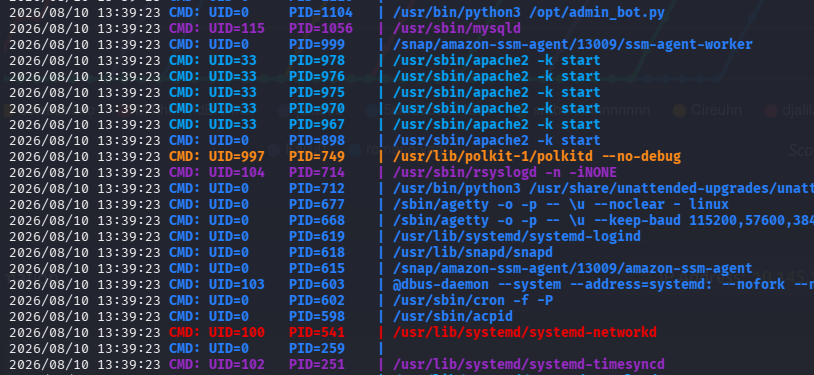 2026/08/10 13:39:23 CMD: UID=0     PID=1104   | /usr/bin/python3 /opt/admin_bot.py
2026/08/10 13:39:23 CMD: UID=115   PID=1056   | /usr/sbin/mysqld
2026/08/10 13:39:23 CMD: UID=0     PID=999    | /snap/amazon-ssm-agent/13009/ssm-agent-worker
2026/08/10 13:39:23 CMD: UID=33    PID=978    | /usr/sbin/apache2 -k start
2026/08/10 13:39:23 CMD: UID=33    PID=976    | /usr/sbin/apache2 -k start
2026/08/10 13:39:23 CMD: UID=33    PID=975    | /usr/sbin/apache2 -k start
2026/08/10 13:39:23 CMD: UID=33    PID=970    | /usr/sbin/apache2 -k start
2026/08/10 13:39:23 CMD: UID=33    PID=967    | /usr/sbin/apache2 -k start
2026/08/10 13:39:23 CMD: UID=0     PID=898    | /usr/sbin/apache2 -k start
2026/08/10 13:39:23 CMD: UID=997   PID=749    | /usr/lib/polkit-1/polkitd --no-debug
2026/08/10 13:39:23 CMD: UID=104   PID=714    | /usr/sbin/rsyslogd -n -iNONE
2026/08/10 13:39:23 CMD: UID=0     PID=712    | /usr/bin/python3 /usr/share/unattended-upgrades/unatt
2026/08/10 13:39:23 CMD: UID=0     PID=677    | /sbin/agetty -o -p -- \u --noclear - linux
2026/08/10 13:39:23 CMD: UID=0     PID=668    | /sbin/agetty -o -p -- \u --keep-baud 115200,57600,384
2026/08/10 13:39:23 CMD: UID=0     PID=619    | /usr/lib/systemd/systemd-logind
2026/08/10 13:39:23 CMD: UID=0     PID=618    | /usr/lib/snapd/snapd
2026/08/10 13:39:23 CMD: UID=0     PID=615    | /snap/amazon-ssm-agent/13009/amazon-ssm-agent
2026/08/10 13:39:23 CMD: UID=103   PID=603    | @dbus-daemon --system --address=systemd: --nofork --n
2026/08/10 13:39:23 CMD: UID=0     PID=602    | /usr/sbin/cron -f -P
2026/08/10 13:39:23 CMD: UID=0     PID=598    | /usr/sbin/acpid
2026/08/10 13:39:23 CMD: UID=100   PID=541    | /usr/lib/systemd/systemd-networkd
2026/08/10 13:39:23 CMD: UID=0     PID=259    |
2026/08/10 13:39:23 CMD: UID=102   PID=251    | /usr/lib/systemd/systemd-timesyncd